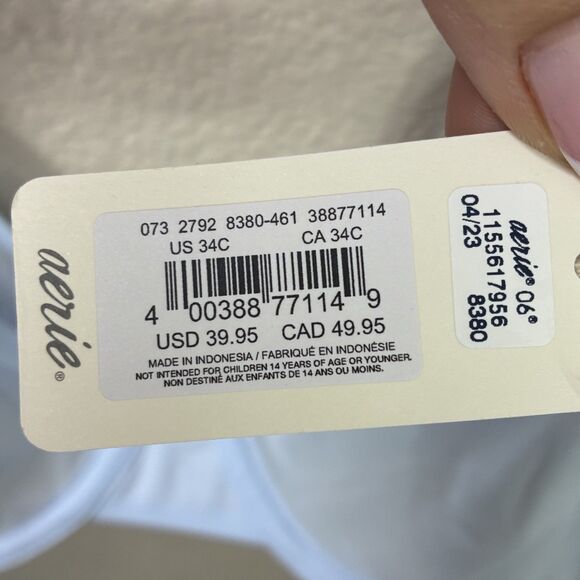 aerie®
073 2792 8380-461 38877114
US 34C CA 34C
4 00388 77114 9
USD 39.95 CAD 49.95
MADE IN INDONESIA / FABRIQUÉ EN INDONÉSIE
NOT INTENDED FOR CHILDREN 14 YEARS OF AGE OR YOUNGER.
NON DESTINÉ AUX ENFANTS DE 14 ANS OU MOINS.
aerie® 06®
1155617956
04/23 8380